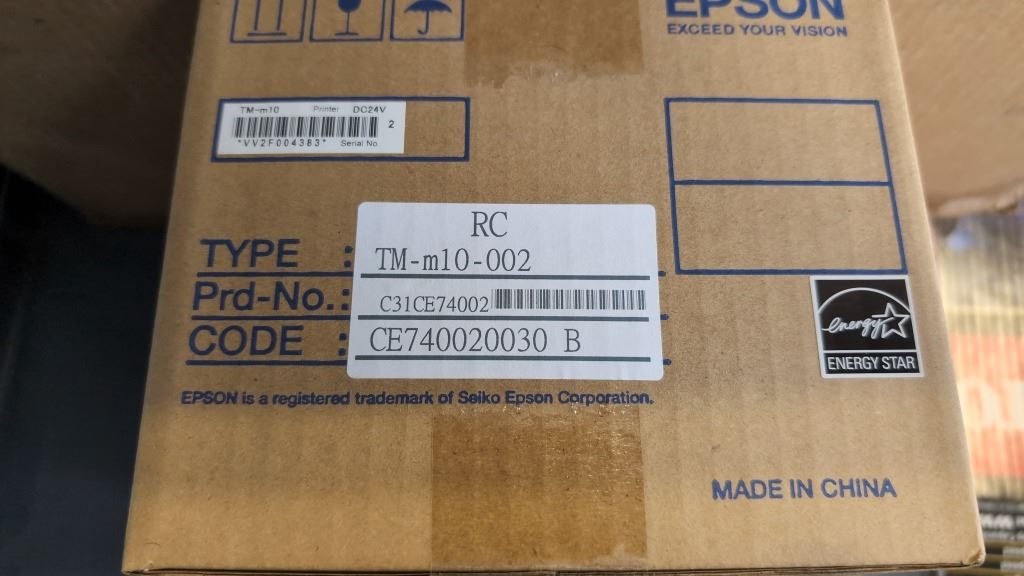 EPSON
EXCEED YOUR VISION
TM-m10 Printer DC24V
2
*VV2F004383* Serial No.
RC
TYPE : TM-m10-002
Prd-No.: C31CE74002
CODE : CE740020030 B
energy
ENERGY STAR
EPSON is a registered trademark of Seiko Epson Corporation.
MADE IN CHINA